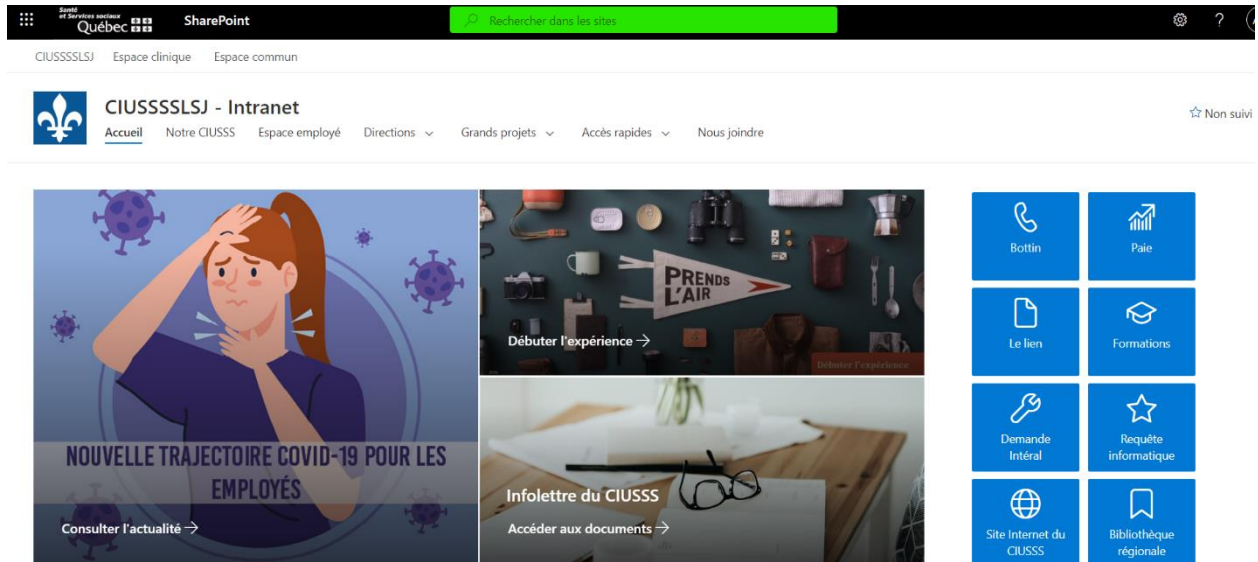 Santé
et Services sociaux
Québec
SharePoint
Rechercher dans les sites
?
CIUSSSSLSJ Espace clinique Espace commun
CIUSSSSLSJ - Intranet
Non suivi
Accueil Notre CIUSSS Espace employé Directions Grands projets Accès rapides Nous joindre
PRENDS
L'AIR
Débuter l'expérience →
Débuter l'expérience
NOUVELLE TRAJECTOIRE COVID-19 POUR LES
EMPLOYÉS
Consulter l'actualité →
Infolettre du CIUSSS
Accéder aux documents →
Bottin
Paie
Le lien
Formations
Demande
Intéral
Requête
informatique
Site Internet du
CIUSSS
Bibliothèque
régionale